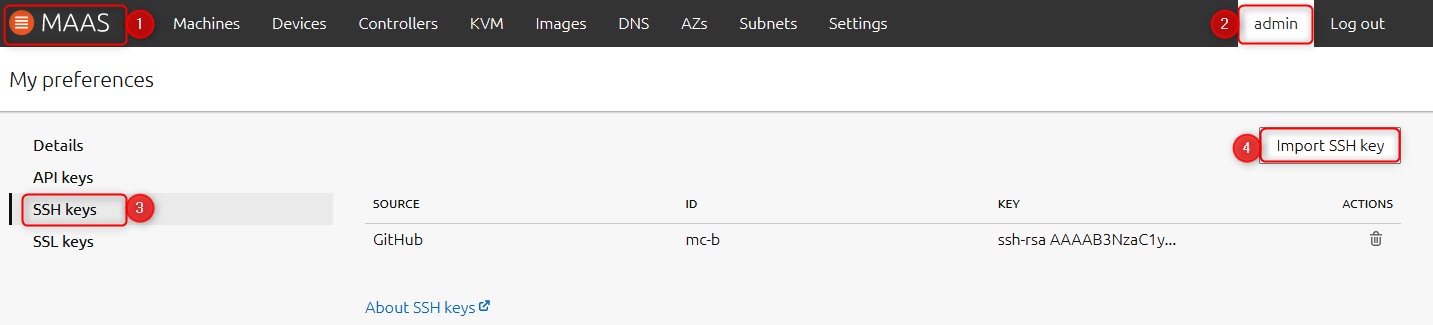 MAAS 1 Machines Devices Controllers KVM Images DNS AZs Subnets Settings 2 admin Log out
My preferences
Details
4 Import SSH key
API keys
SSH keys 3
SOURCE ID KEY ACTIONS
SSL keys
GitHub mc-b ssh-rsa AAAAB3NzaC1y...
About SSH keys